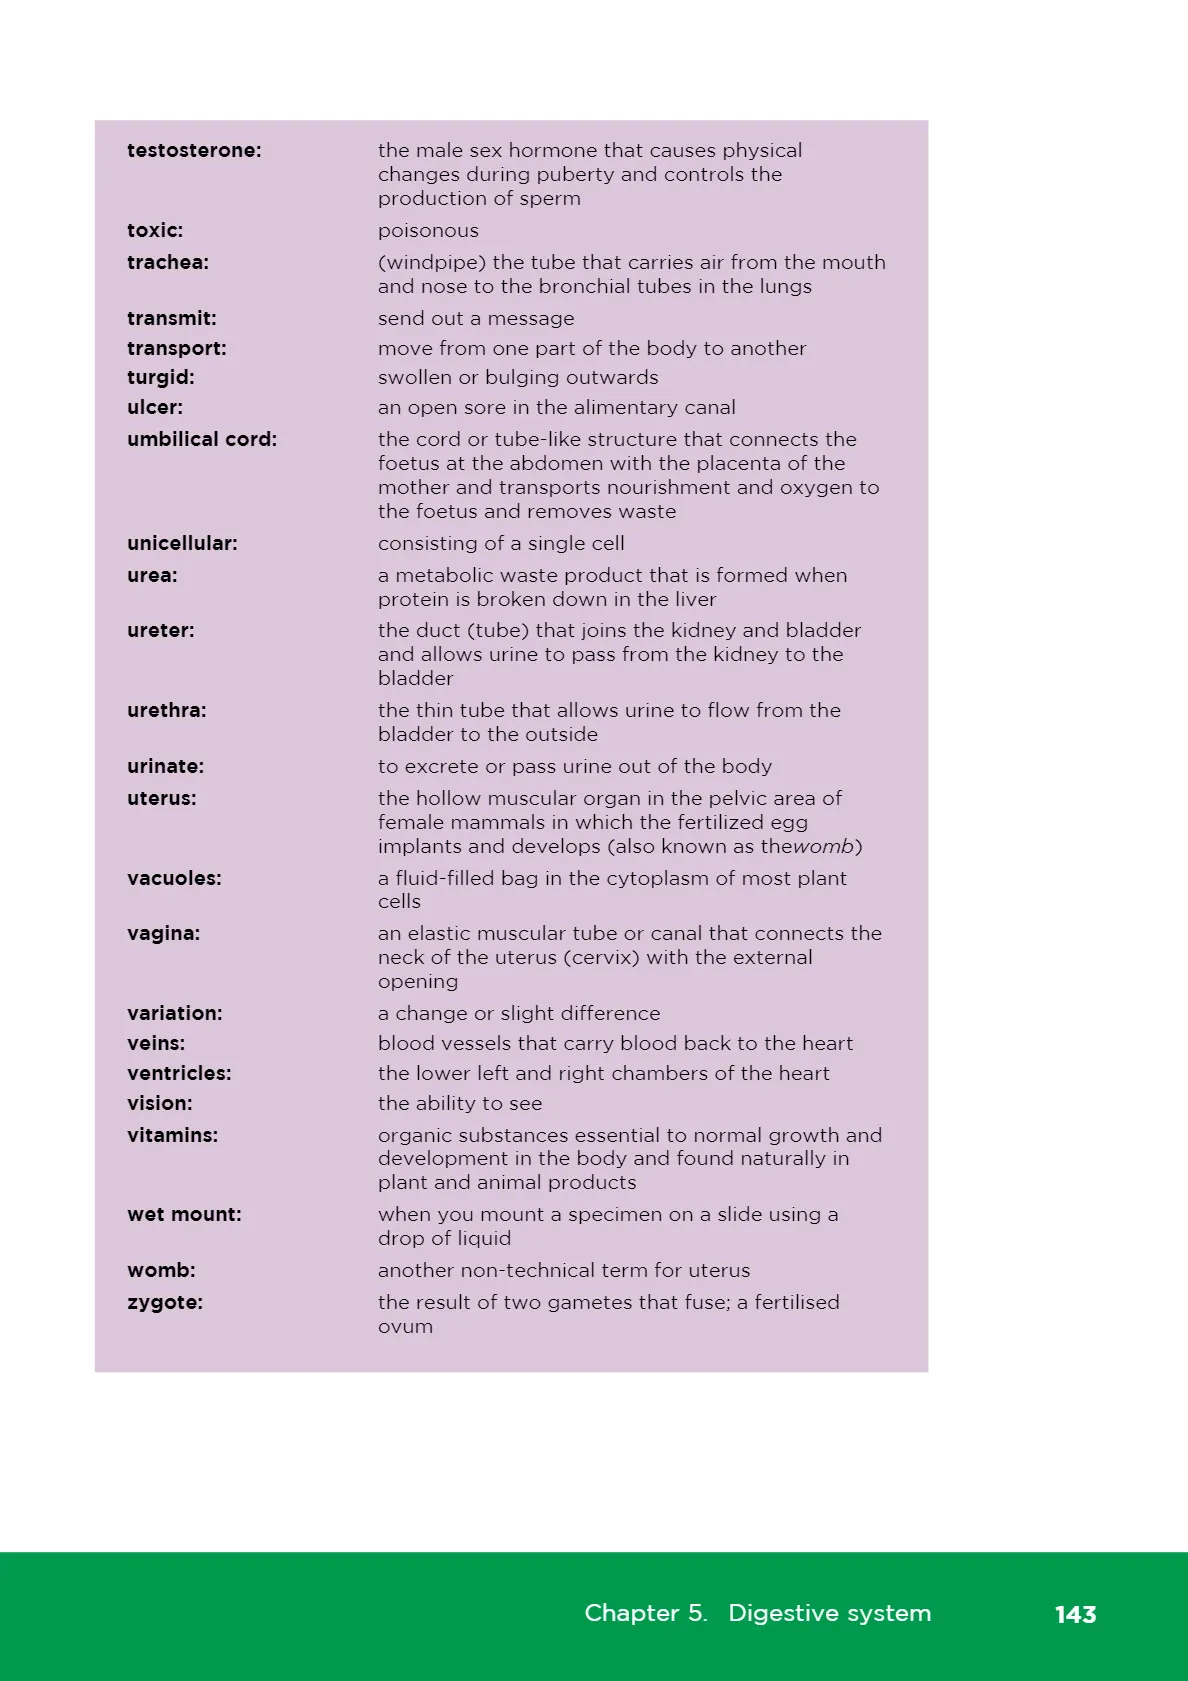 testosterone: the male sex hormone that causes physical
changes during puberty and controls the
production of sperm
toxic: poisonous
trachea: (windpipe) the tube that carries air from the mouth
and nose to the bronchial tubes in the lungs
transmit: send out a message
transport: move from one part of the body to another
turgid: swollen or bulging outwards
ulcer: an open sore in the alimentary canal
umbilical cord: the cord or tube-like structure that connects the
foetus at the abdomen with the placenta of the
mother and transports nourishment and oxygen to
the foetus and removes waste
unicellular: consisting of a single cell
urea: a metabolic waste product that is formed when
protein is broken down in the liver
ureter: the duct (tube) that joins the kidney and bladder
and allows urine to pass from the kidney to the
bladder
urethra: the thin tube that allows urine to flow from the
bladder to the outside
urinate: to excrete or pass urine out of the body
uterus: the hollow muscular organ in the pelvic area of
female mammals in which the fertilized egg
implants and develops (also known as thewomb)
vacuoles: a fluid-filled bag in the cytoplasm of most plant
cells
vagina: an elastic muscular tube or canal that connects the
neck of the uterus (cervix) with the external
opening
variation: a change or slight difference
veins: blood vessels that carry blood back to the heart
ventricles: the lower left and right chambers of the heart
vision: the ability to see
vitamins: organic substances essential to normal growth and
development in the body and found naturally in
plant and animal products
wet mount: when you mount a specimen on a slide using a
drop of liquid
womb: another non-technical term for uterus
zygote: the result of two gametes that fuse; a fertilised
ovum
Chapter 5. Digestive system 143